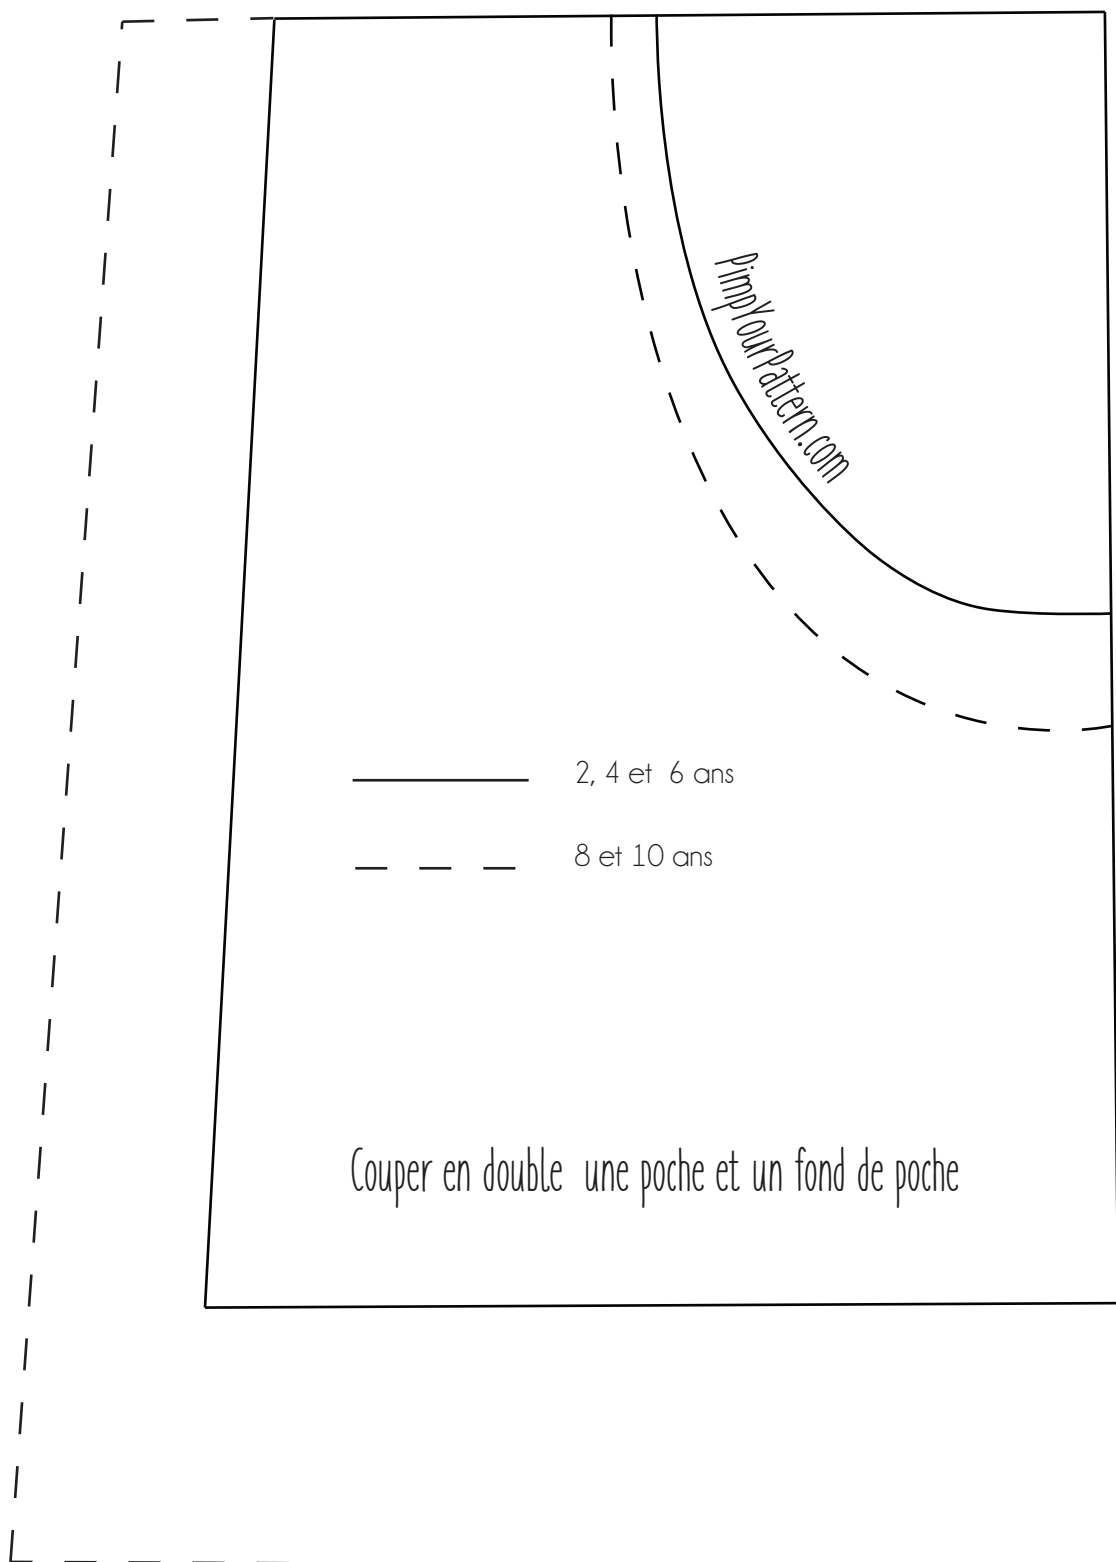 PimpYourPattern.com
2, 4 et 6 ans
8 et 10 ans
Couper en double une poche et un fond de poche